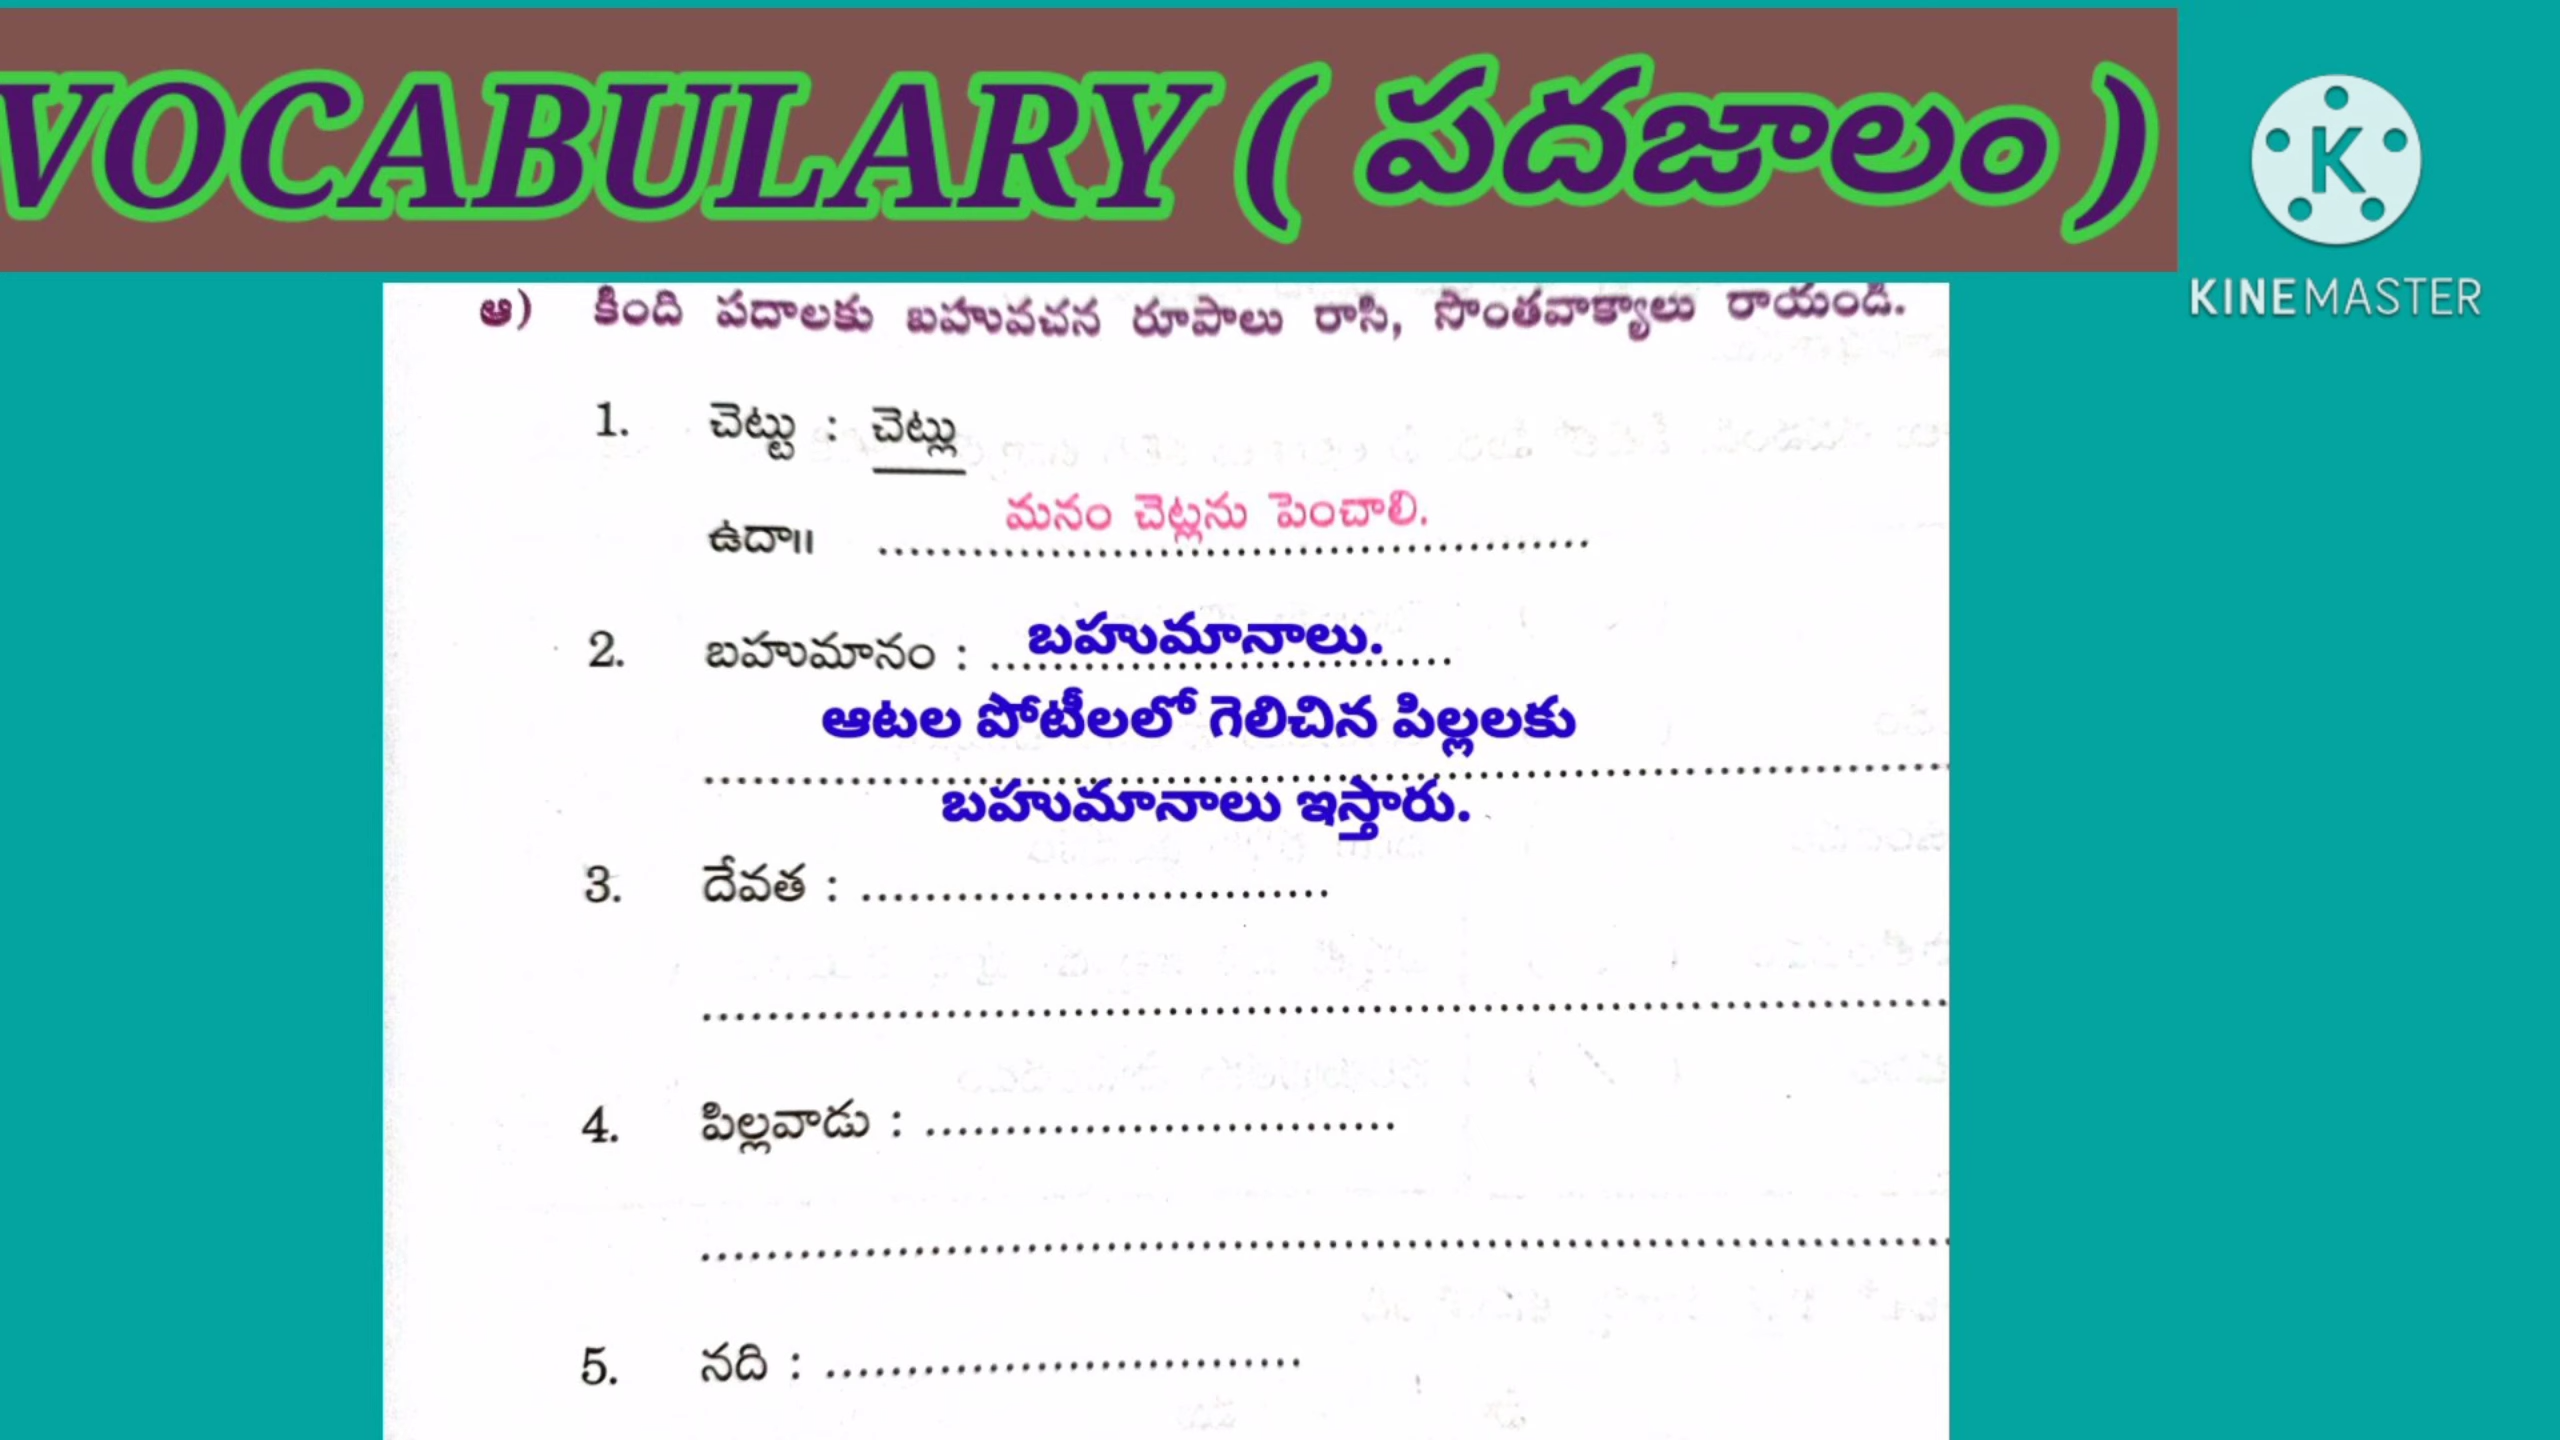 VOCABULARY ( పదజాలం )
KINEMASTER
ఆ) కింది పదాలకు బహువచన రూపాలు రాసి, సొంతవాక్యాలు రాయండి.
1. చెట్టు : చెట్లు
మనం చెట్లను పెంచాలి.
ఉదా॥ ..............................................
2. బహుమానం : బహుమానాలు.
ఆటల పోటీలలో గెలిచిన పిల్లలకు
బహుమానాలు ఇస్తారు.
3. దేవత : ..............................
4. పిల్లవాడు : ..............................
5. నది : ..............................